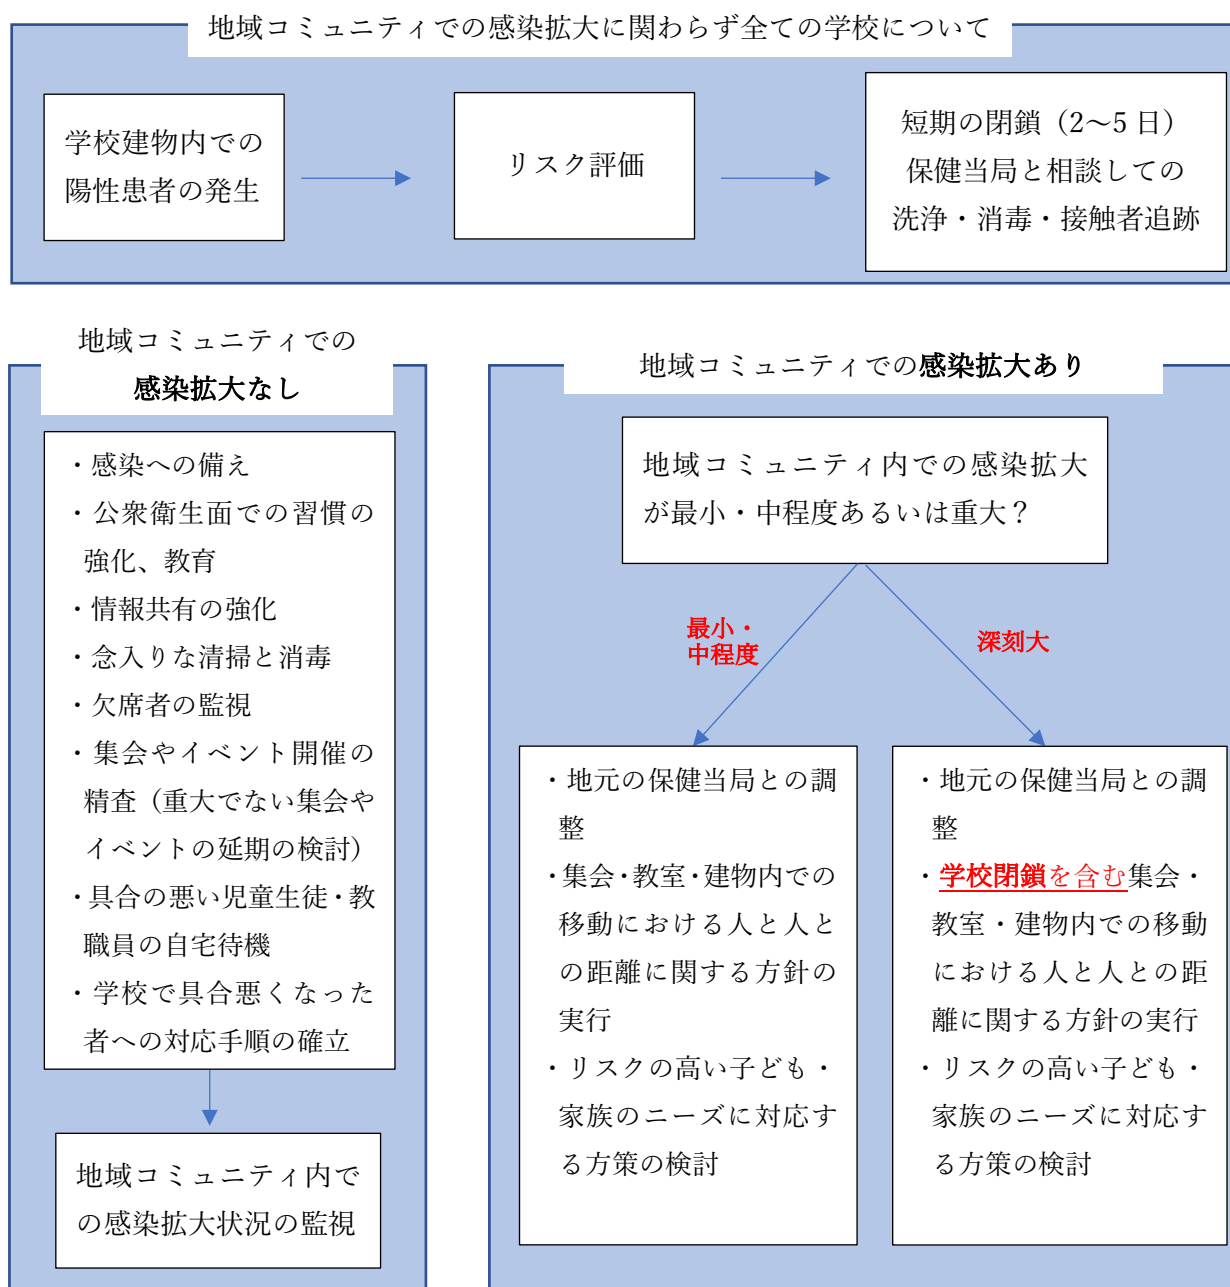 地域コミュニティでの感染拡大に関わらず全ての学校について
学校建物内での
陽性患者の発生
リスク評価
短期の閉鎖（2～5 日）
保健当局と相談しての
洗浄・消毒・接触者追跡
地域コミュニティでの
感染拡大なし
・感染への備え
・公衆衛生面での習慣の
強化、教育
・情報共有の強化
・念入りな清掃と消毒
・欠席者の監視
・集会やイベント開催の
精査（重大でない集会や
イベントの延期の検討）
・具合の悪い児童生徒・教
職員の自宅待機
・学校で具合悪くなった
者への対応手順の確立
地域コミュニティ内で
の感染拡大状況の監視
地域コミュニティでの感染拡大あり
地域コミュニティ内での感染拡大
が最小・中程度あるいは重大？
最小・
中程度
深刻大
・地元の保健当局との調
整
・集会・教室・建物内での
移動における人と人と
の距離に関する方針の
実行
・リスクの高い子ども・
家族のニーズに対応す
る方策の検討
・地元の保健当局との調
整
・学校閉鎖を含む集会・
教室・建物内での移動
における人と人との距
離に関する方針の実行
・リスクの高い子ども・
家族のニーズに対応す
る方策の検討